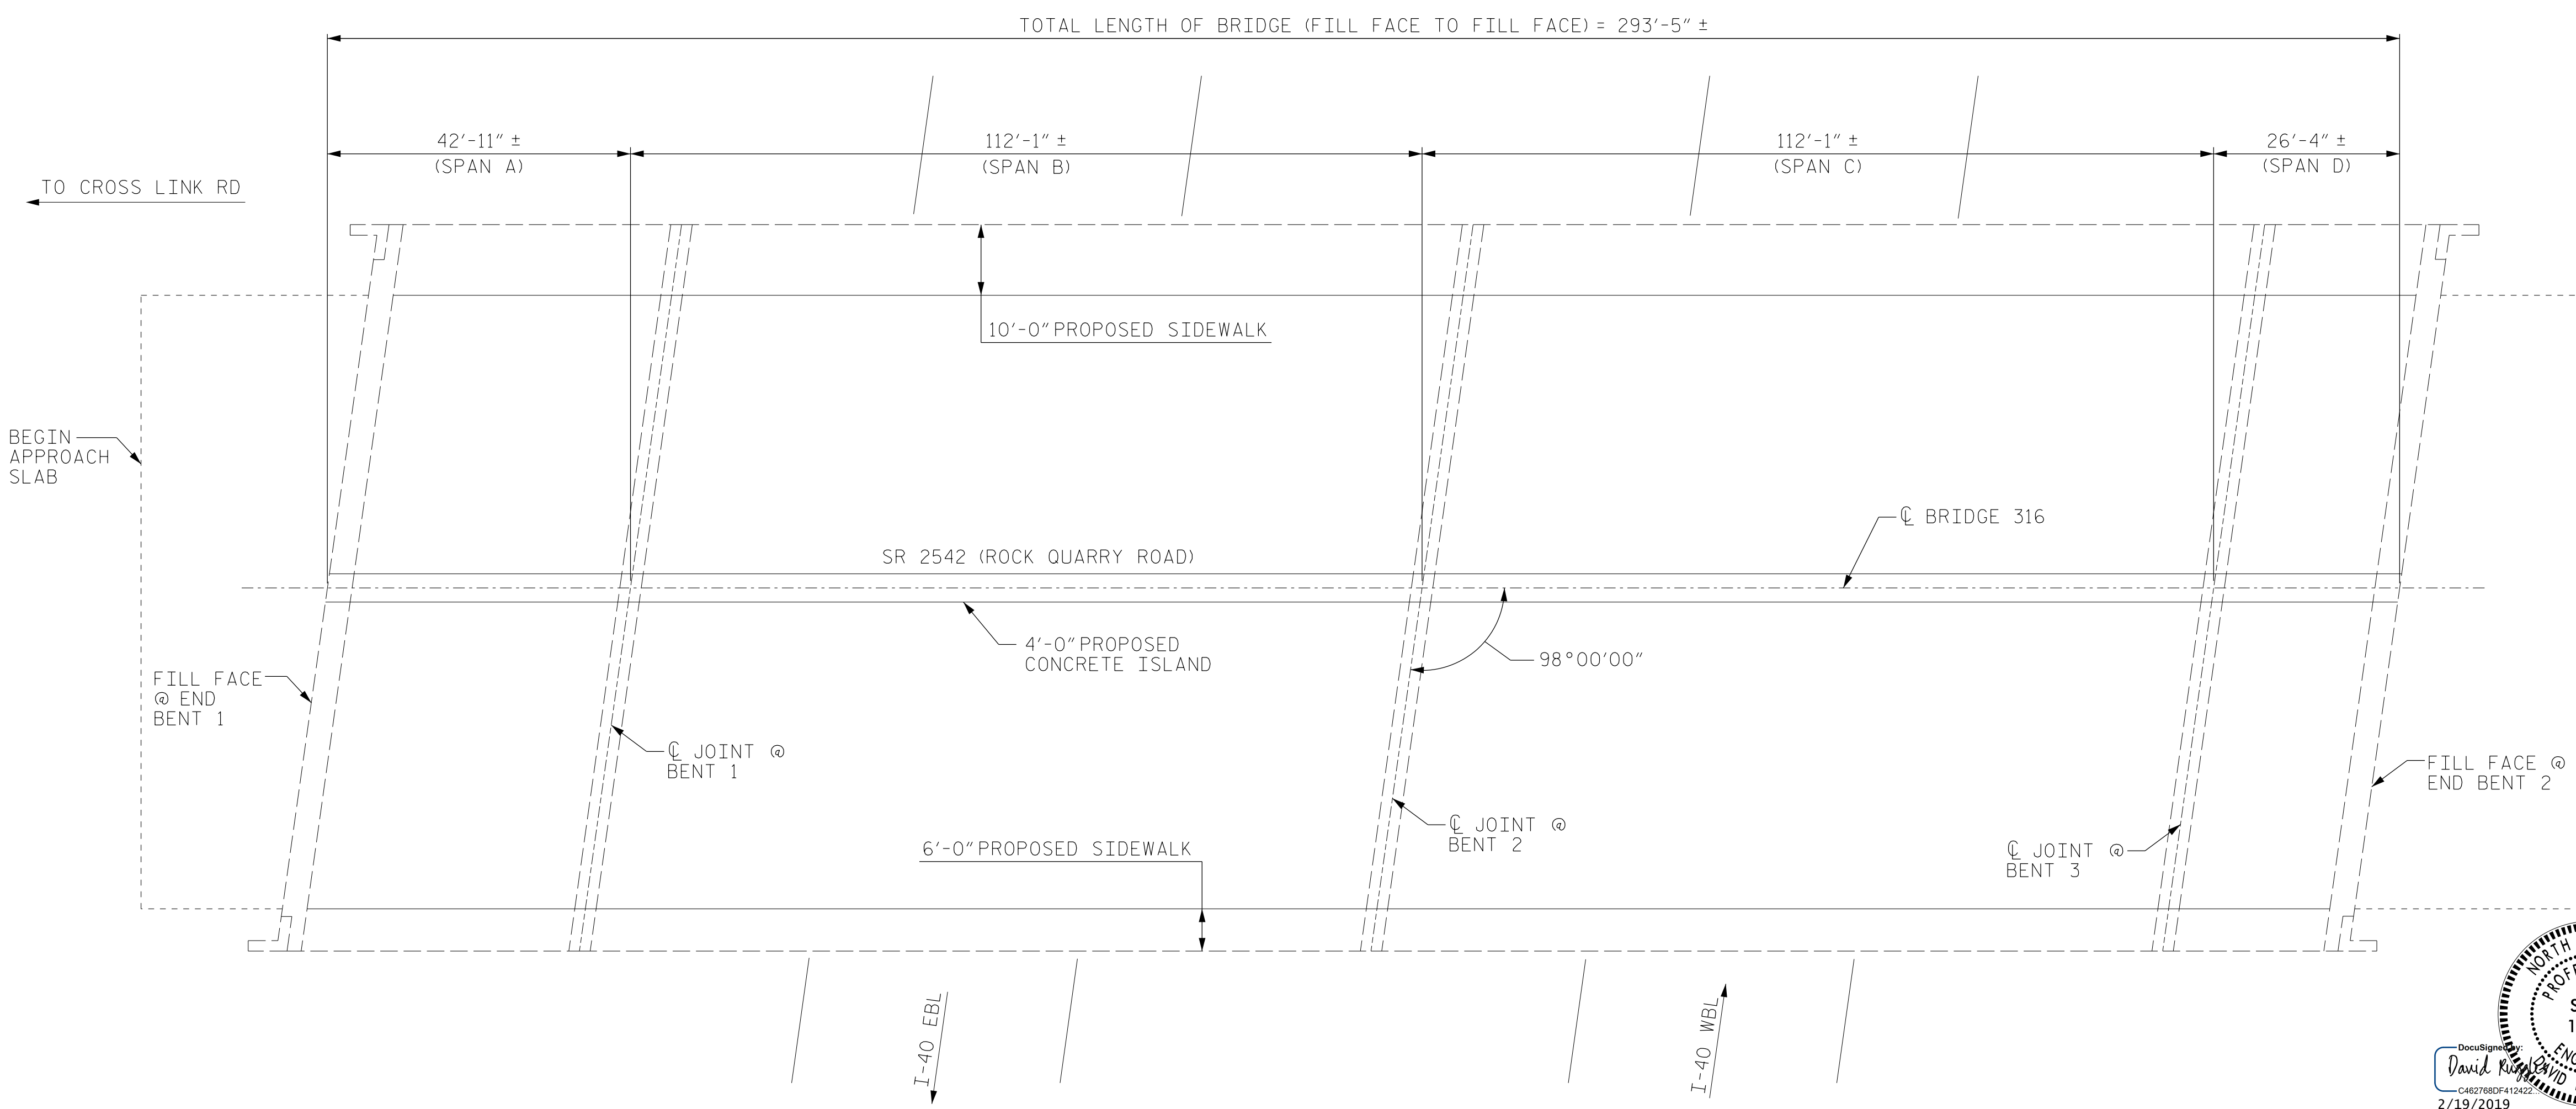 TOTAL LENGTH OF BRIDGE (FILL FACE TO FILL FACE) = 293'-5" ±
42'-11" ±
(SPAN A)
112'-1" ±
(SPAN B)
112'-1" ±
(SPAN C)
26'-4" ±
(SPAN D)
TO CROSS LINK RD
10'-0" PROPOSED SIDEWALK
BEGIN
APPROACH
SLAB
℄ BRIDGE 316
SR 2542 (ROCK QUARRY ROAD)
4'-0" PROPOSED
CONCRETE ISLAND
98°00'00"
FILL FACE
@ END
BENT 1
℄ JOINT @
BENT 1
FILL FACE @
END BENT 2
℄ JOINT @
BENT 2
6'-0" PROPOSED SIDEWALK
℄ JOINT @
BENT 3
I-40 EBL
I-40 WBL
NORTH
DocuSigned by:
David
C462768DF412422...
DAVID
2/19/2019